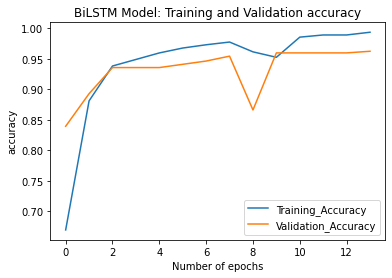 BiLSTM Model: Training and Validation accuracy
1.00
0.95
0.90
0.85
0.80
0.75
0.70
accuracy
Training_Accuracy
Validation_Accuracy
0 2 4 6 8 10 12
Number of epochs